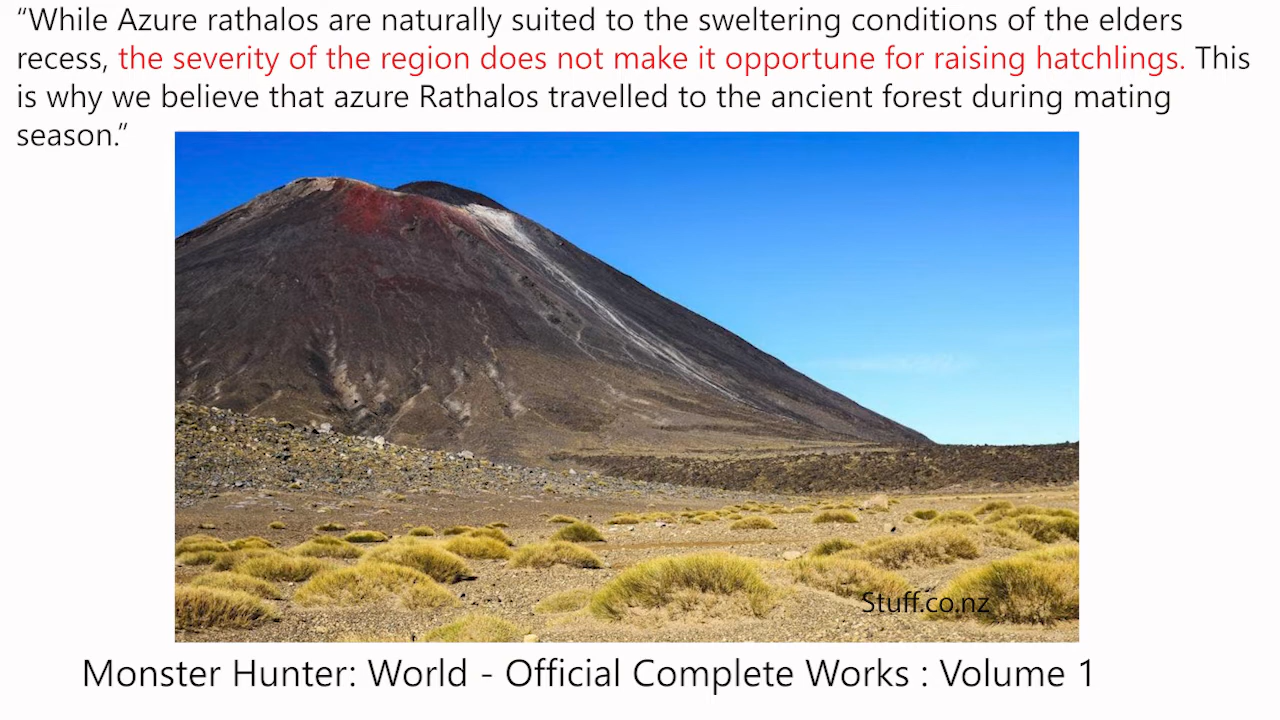 “While Azure rathalos are naturally suited to the sweltering conditions of the elders
recess, the severity of the region does not make it opportune for raising hatchlings. This
is why we believe that azure Rathalos travelled to the ancient forest during mating
season.”
Stuff.co.nz
Monster Hunter: World - Official Complete Works : Volume 1